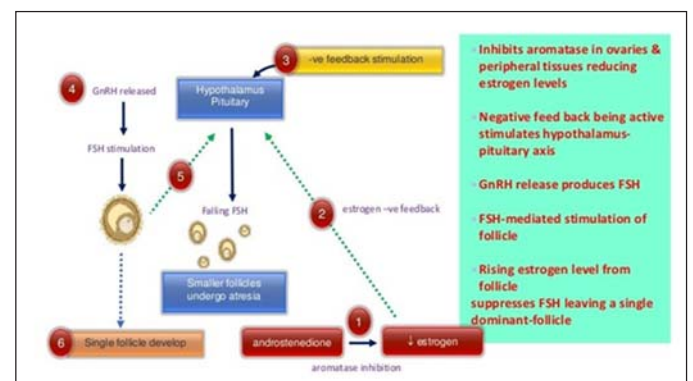 3
-ve feedback stimulation
4
GnRH released
Hypothalamus
Pituitary
FSH stimulation
5
Falling FSH
2
estrogen –ve feedback
Smaller follicles
undergo atresia
6
Single follicle develop
androstenedione
1
↓ estrogen
aromatase inhibition
Inhibits aromatase in ovaries &
peripheral tissues reducing
estrogen levels
Negative feed back being active
stimulates hypothalamus-
pituitary axis
GnRH release produces FSH
FSH-mediated stimulation of
follicle
Rising estrogen level from
follicle
suppresses FSH leaving a single
dominant-follicle